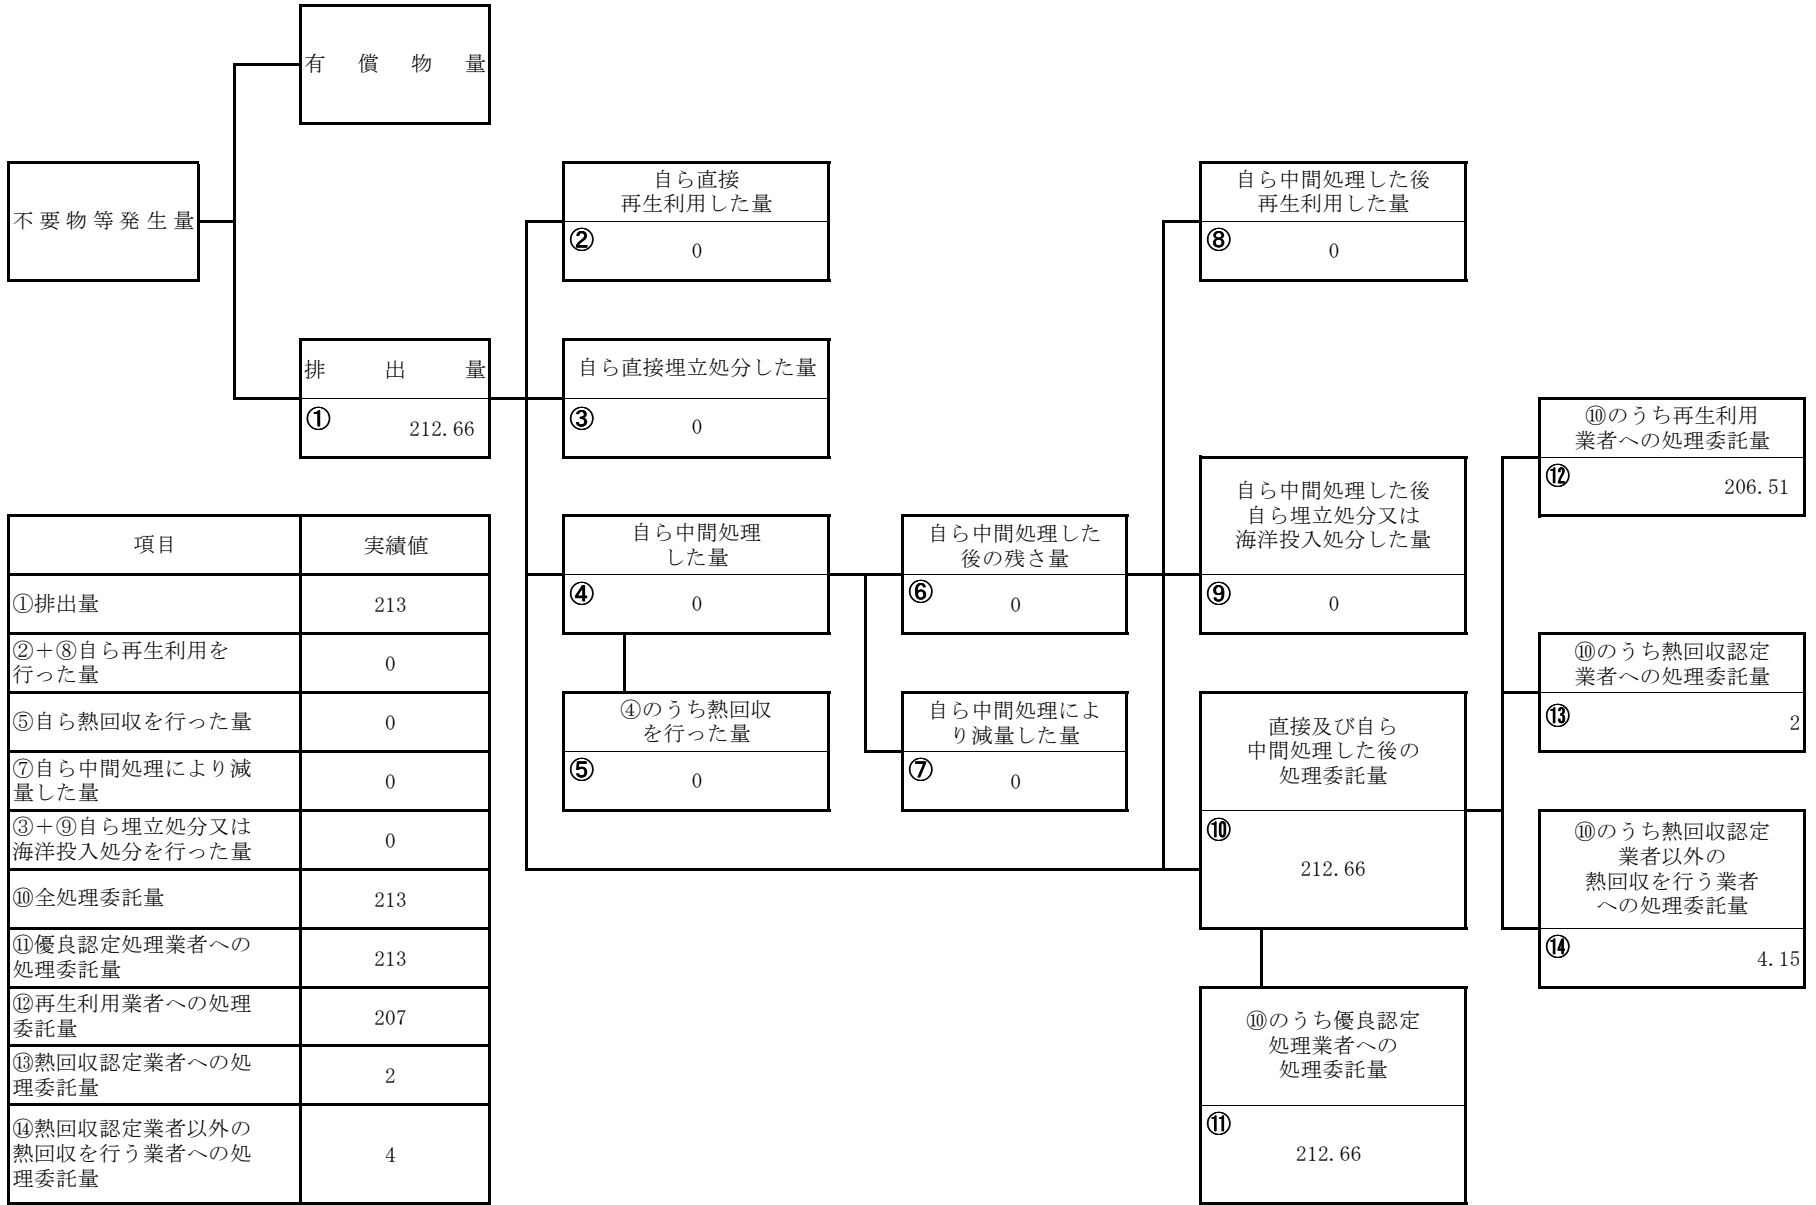 有償物量
不要物等発生量
排出量
①
212.66
自ら直接
再生利用した量
②
0
自ら直接埋立処分した量
③
0
自ら中間処理
した量
④
0
④のうち熱回収
を行った量
⑤
0
自ら中間処理した
後の残さ量
⑥
0
自ら中間処理によ
り減量した量
⑦
0
自ら中間処理した後
再生利用した量
⑧
0
自ら中間処理した後
自ら埋立処分又は
海洋投入処分した量
⑨
0
直接及び自ら
中間処理した後の
処理委託量
⑩
212.66
⑩のうち優良認定
処理業者への
処理委託量
⑪
212.66
⑩のうち再生利用
業者への処理委託量
⑫
206.51
⑩のうち熱回収認定
業者への処理委託量
⑬
2
⑩のうち熱回収認定
業者以外の
熱回収を行う業者
への処理委託量
⑭
4.15
項目
実績値
①排出量
213
②＋⑧自ら再生利用を
行った量
0
⑤自ら熱回収を行った量
0
⑦自ら中間処理により減
量した量
0
③＋⑨自ら埋立処分又は
海洋投入処分を行った量
0
⑩全処理委託量
213
⑪優良認定処理業者への
処理委託量
213
⑫再生利用業者への処理
委託量
207
⑬熱回収認定業者への処
理委託量
2
⑭熱回収認定業者以外の
熱回収を行う業者への処
理委託量
4